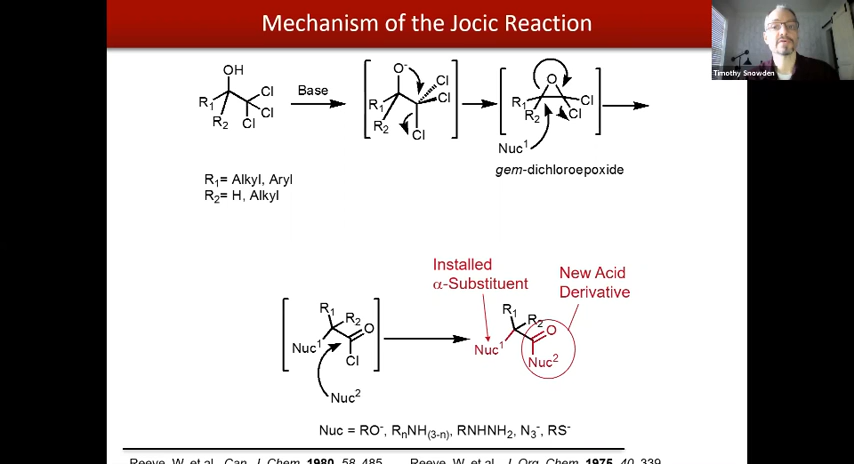 Mechanism of the Jocic Reaction
Timothy Snowden
OH
R1
R2
Cl
Cl
Cl
Base
O-
R1
R2
Cl
Cl
Cl
O
R1
R2
Cl
Cl
Nuc1
gem-dichloroepoxide
R1= Alkyl, Aryl
R2= H, Alkyl
Installed
α-Substituent
New Acid
Derivative
R1
R2
O
Nuc1
Cl
Nuc2
R1
R2
O
Nuc1
Nuc2
Nuc = RO-, RnNH(3-n), RNHNH2, N3-, RS-
Reeve, W. et al. Can. J. Chem. 1980, 58, 485. Reeve, W. et al. J. Org. Chem. 1975, 40, 339.